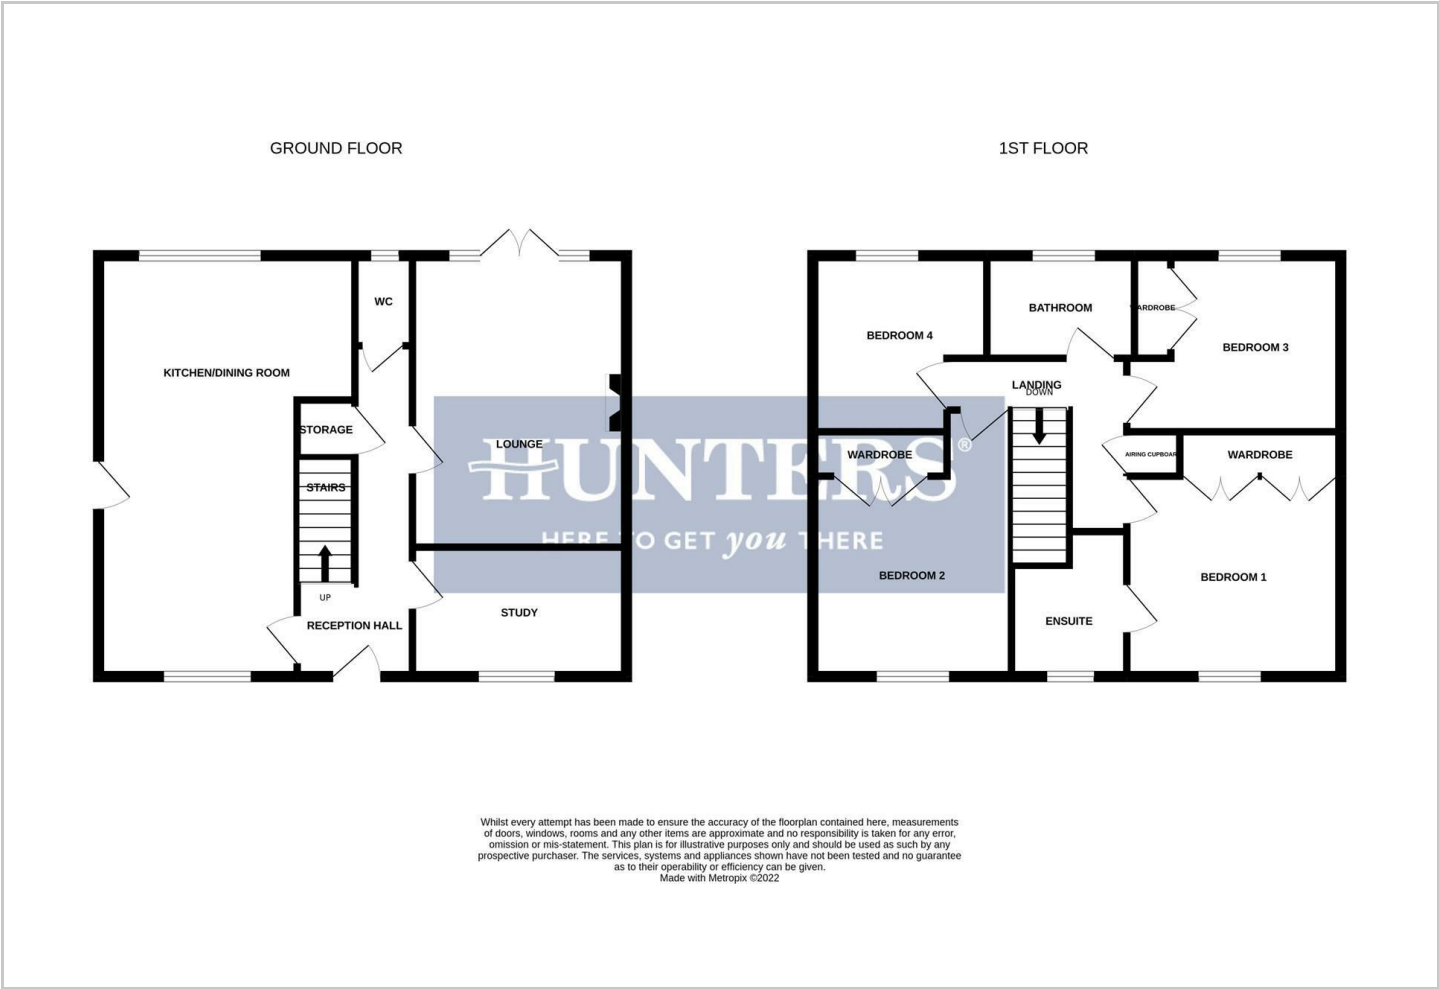 GROUND FLOOR
1ST FLOOR
WC
KITCHEN/DINING ROOM
STORAGE
LOUNGE
STAIRS
UP
RECEPTION HALL
STUDY
BATHROOM
WARDROBE
BEDROOM 4
BEDROOM 3
LANDING
DOWN
WARDROBE
AIRING CUPBOARD
WARDROBE
BEDROOM 2
BEDROOM 1
ENSUITE
HUNTERS®
HERE TO GET you THERE
Whilst every attempt has been made to ensure the accuracy of the floorplan contained here, measurements
of doors, windows, rooms and any other items are approximate and no responsibility is taken for any error,
omission or mis-statement. This plan is for illustrative purposes only and should be used as such by any
prospective purchaser. The services, systems and appliances shown have not been tested and no guarantee
as to their operability or efficiency can be given.
Made with Metropix ©2022